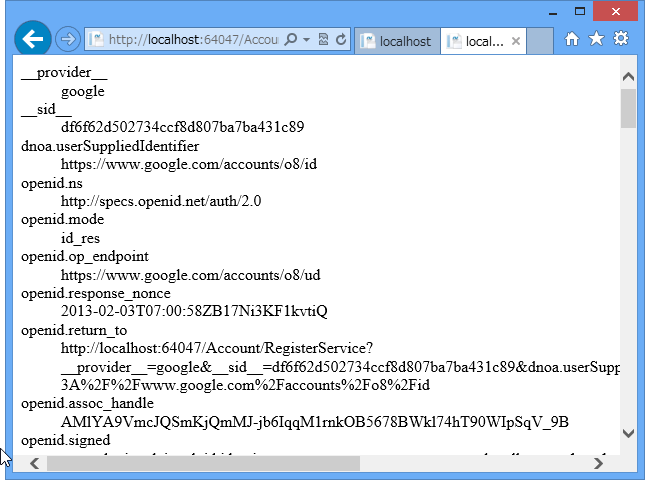 http://localhost:64047/Accou
localhost
local...
__provider__
google
__sid__
df6f62d502734ccf8d807ba7ba431c89
dnoa.userSuppliedIdentifier
https://www.google.com/accounts/o8/id
openid.ns
http://specs.openid.net/auth/2.0
openid.mode
id_res
openid.op_endpoint
https://www.google.com/accounts/o8/ud
openid.response_nonce
2013-02-03T07:00:58ZB17Ni3KF1kvtiQ
openid.return_to
http://localhost:64047/Account/RegisterService?
__provider__=google&__sid__=df6f62d502734ccf8d807ba7ba431c89&dnoa.userSupp
3A%2F%2Fwww.google.com%2Faccounts%2Fo8%2Fid
openid.assoc_handle
AMlYA9VmcJQSmKjQmMJ-jb6IqqM1rnkOB5678BWkl74hT90WIpSqV_9B
openid.signed